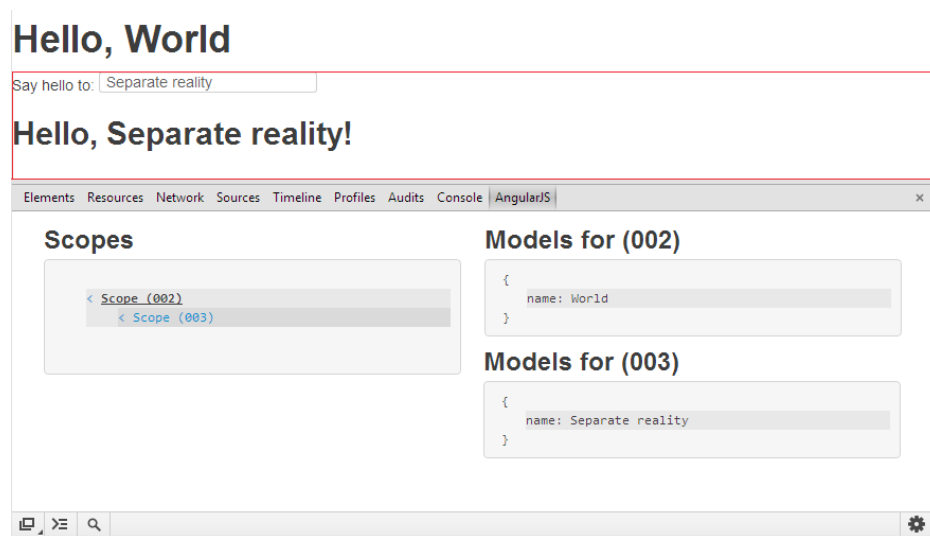 Hello, World
Say hello to: Separate reality
Hello, Separate reality!
Elements Resources Network Sources Timeline Profiles Audits Console AngularJS ×
Scopes
< Scope (002)
< Scope (003)
Models for (002)
{
name: World
}
Models for (003)
{
name: Separate reality
}